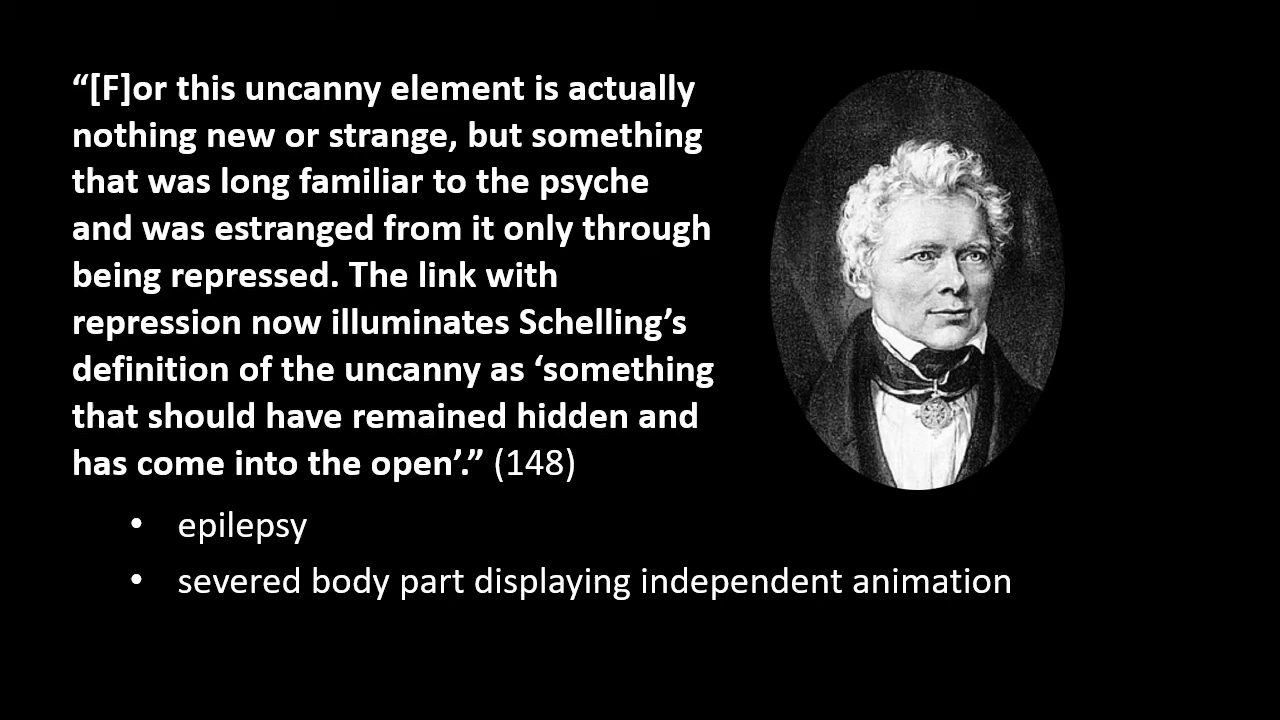 “[F]or this uncanny element is actually
nothing new or strange, but something
that was long familiar to the psyche
and was estranged from it only through
being repressed. The link with
repression now illuminates Schelling’s
definition of the uncanny as ‘something
that should have remained hidden and
has come into the open’.” (148)
• epilepsy
• severed body part displaying independent animation